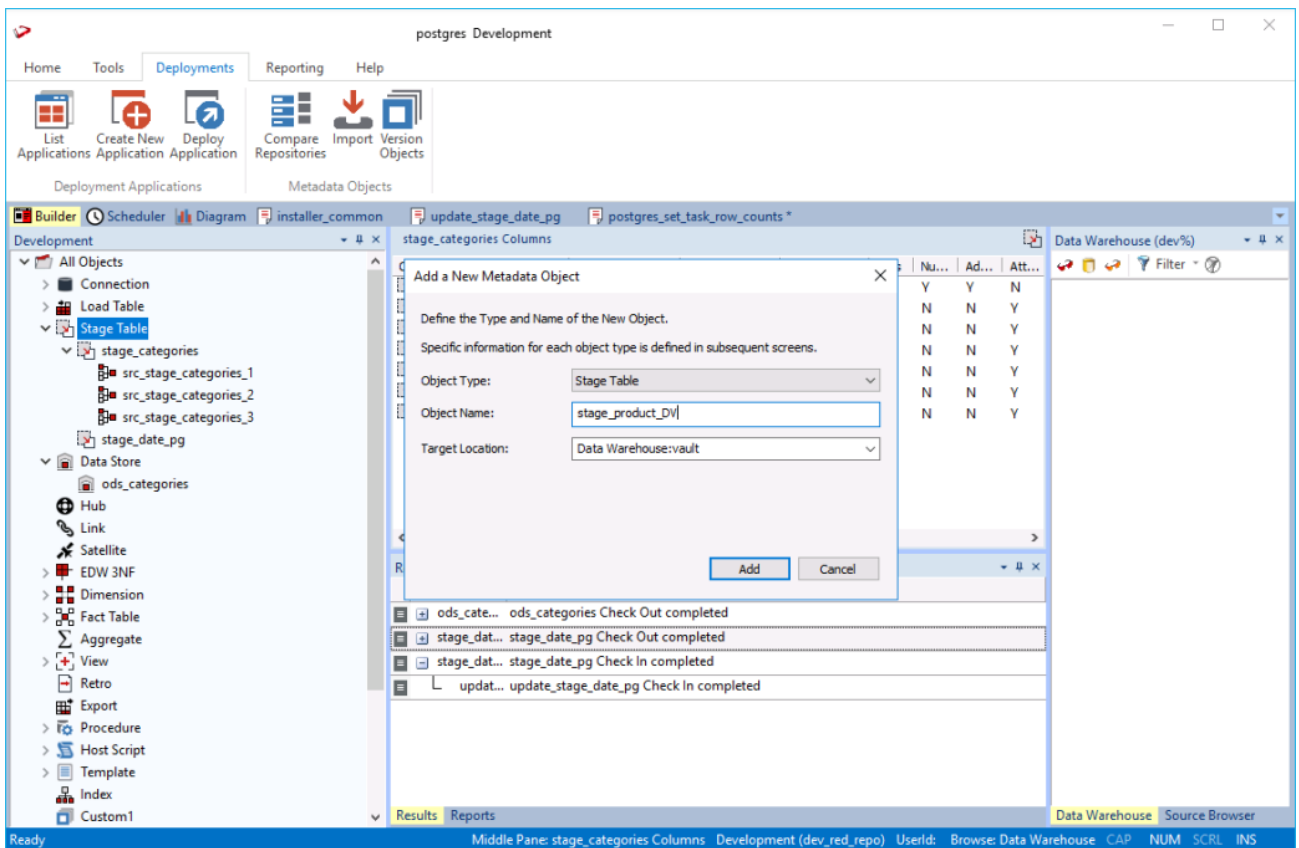 postgres Development
Home Tools Deployments Reporting Help
List Applications
Create New Application
Deploy Application
Compare Repositories
Import
Version Objects
Deployment Applications
Metadata Objects
Builder Scheduler Diagram installer_common update_stage_date_pg postgres_set_task_row_counts *
Development
All Objects
Connection
Load Table
Stage Table
stage_categories
src_stage_categories_1
src_stage_categories_2
src_stage_categories_3
stage_date_pg
Data Store
ods_categories
Hub
Link
Satellite
EDW 3NF
Dimension
Fact Table
Aggregate
View
Retro
Export
Procedure
Host Script
Template
Index
Custom1
stage_categories Columns
Nu... Ad... Att...
Y Y N
N N Y
N N Y
N N Y
N N Y
N N Y
N N Y
Add a New Metadata Object
Define the Type and Name of the New Object.
Specific information for each object type is defined in subsequent screens.
Object Type: Stage Table
Object Name: stage_product_DV
Target Location: Data Warehouse:vault
Add Cancel
ods_cate... ods_categories Check Out completed
stage_dat... stage_date_pg Check Out completed
stage_dat... stage_date_pg Check In completed
updat... update_stage_date_pg Check In completed
Results Reports
Data Warehouse (dev%)
Filter
Data Warehouse Source Browser
Ready Middle Pane: stage_categories Columns Development (dev_red_repo) UserId: Browse: Data Warehouse CAP NUM SCRL INS